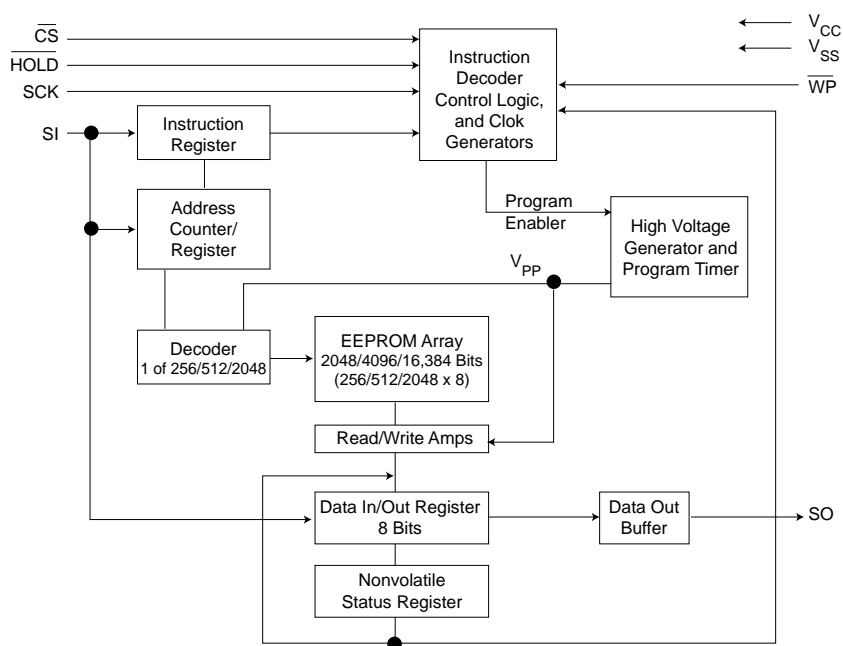 CS
HOLD
SCK
SI
Instruction
Decoder
Control Logic,
and Clok
Generators
VCC
VSS
WP
Instruction
Register
Address
Counter/
Register
Program
Enabler
High Voltage
Generator and
Program Timer
VPP
Decoder
1 of 256/512/2048
EEPROM Array
2048/4096/16,384 Bits
(256/512/2048 x 8)
Read/Write Amps
Data In/Out Register
8 Bits
Data Out
Buffer
SO
Nonvolatile
Status Register